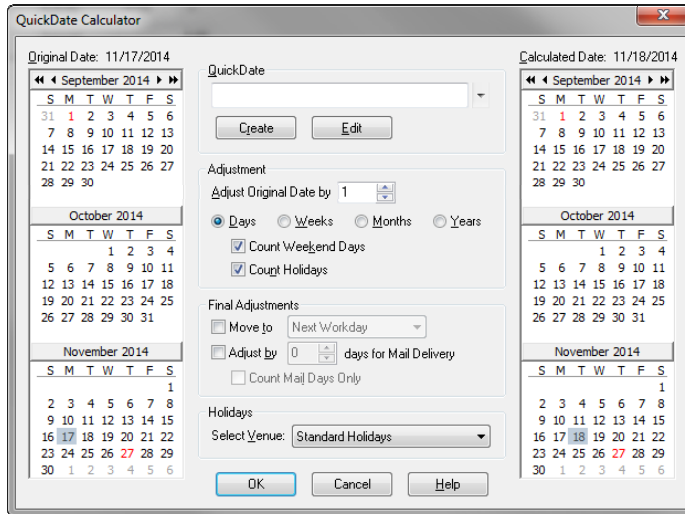 QuickDate Calculator
x
Original Date: 11/17/2014
September 2014
S M T W T F S
31 1 2 3 4 5 6
7 8 9 10 11 12 13
14 15 16 17 18 19 20
21 22 23 24 25 26 27
28 29 30
October 2014
S M T W T F S
1 2 3 4
5 6 7 8 9 10 11
12 13 14 15 16 17 18
19 20 21 22 23 24 25
26 27 28 29 30 31
November 2014
S M T W T F S
1
2 3 4 5 6 7 8
9 10 11 12 13 14 15
16 17 18 19 20 21 22
23 24 25 26 27 28 29
30 1 2 3 4 5 6
QuickDate
Create Edit
Adjustment
Adjust Original Date by 1
Days Weeks Months Years
Count Weekend Days
Count Holidays
Final Adjustments
Move to Next Workday
Adjust by 0 days for Mail Delivery
Count Mail Days Only
Holidays
Select Venue: Standard Holidays
OK Cancel Help
Calculated Date: 11/18/2014
September 2014
S M T W T F S
31 1 2 3 4 5 6
7 8 9 10 11 12 13
14 15 16 17 18 19 20
21 22 23 24 25 26 27
28 29 30
October 2014
S M T W T F S
1 2 3 4
5 6 7 8 9 10 11
12 13 14 15 16 17 18
19 20 21 22 23 24 25
26 27 28 29 30 31
November 2014
S M T W T F S
1
2 3 4 5 6 7 8
9 10 11 12 13 14 15
16 17 18 19 20 21 22
23 24 25 26 27 28 29
30 1 2 3 4 5 6